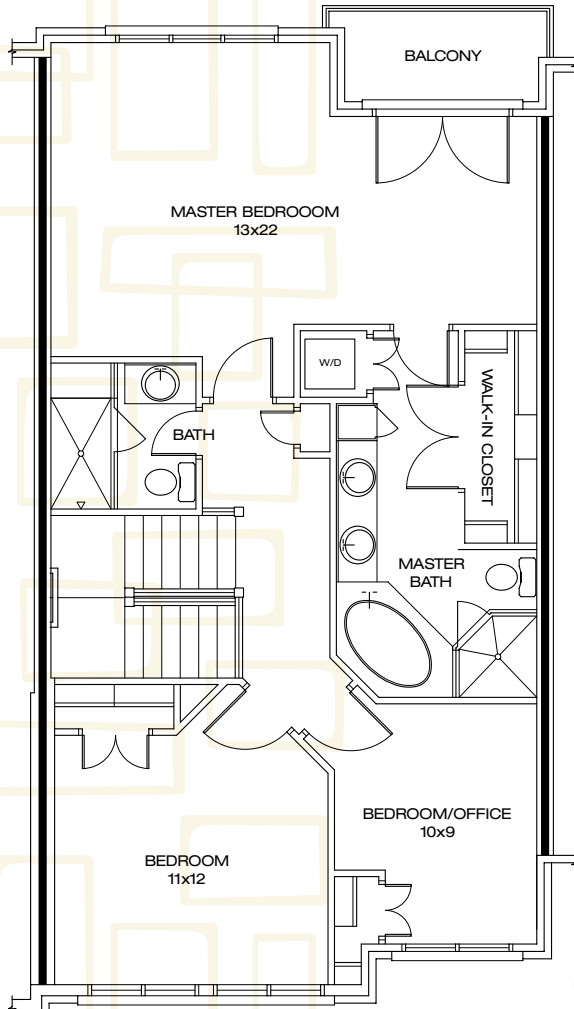 BALCONY
MASTER BEDROOOM
13x22
W/D
WALK-IN CLOSET
BATH
MASTER
BATH
BEDROOM/OFFICE
10x9
BEDROOM
11x12